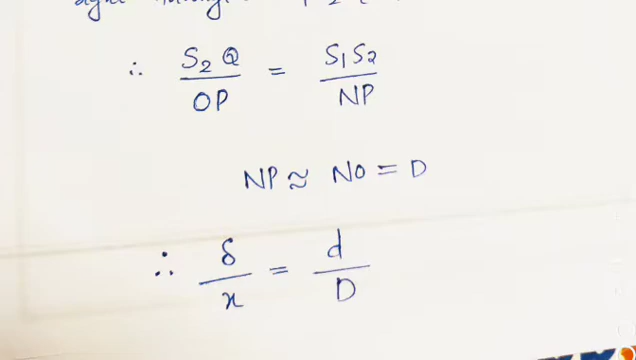 ∴ S₂Q / OP = S₁S₂ / NP
NP ≈ NO = D
∴ δ / x = d / D